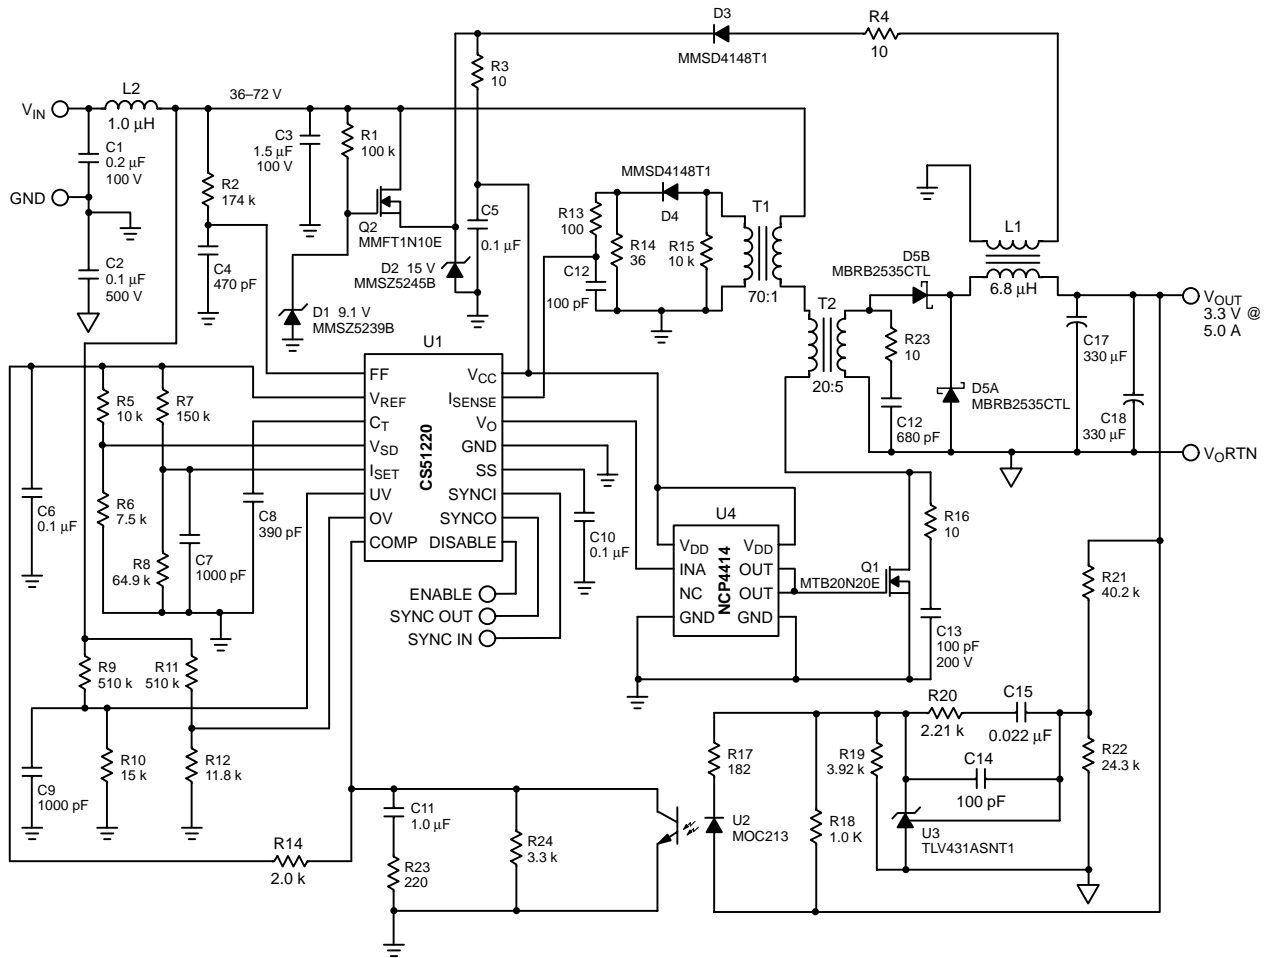 D3
MMSD4148T1
R4
10
R3
10
L2
1.0 μH
36–72 V
VIN
C1
0.2 μF
100 V
GND
C2
0.1 μF
500 V
R2
174 k
C4
470 pF
C3
1.5 μF
100 V
R1
100 k
Q2
MMFT1N10E
D1 9.1 V
MMSZ5239B
D2 15 V
MMSZ5245B
C5
0.1 μF
MMSD4148T1
D4
R13
100
C12
100 pF
R14
36
R15
10 k
T1
70:1
T2
20:5
D5B
MBRB2535CTL
L1
6.8 μH
R23
10
C12
680 pF
D5A
MBRB2535CTL
C17
330 μF
C18
330 μF
VOUT
3.3 V @
5.0 A
VORTN
U1
CS51220
FF
VREF
CT
VSD
ISET
UV
OV
COMP
VCC
ISENSE
VO
GND
SS
SYNCI
SYNCO
DISABLE
R5
10 k
R7
150 k
C6
0.1 μF
R6
7.5 k
R8
64.9 k
C7
1000 pF
C8
390 pF
C10
0.1 μF
ENABLE
SYNC OUT
SYNC IN
U4
NCP4414
VDD
INA
NC
GND
VDD
OUT
OUT
GND
Q1
MTB20N20E
R16
10
C13
100 pF
200 V
R21
40.2 k
R9
510 k
R11
510 k
R10
15 k
R12
11.8 k
C9
1000 pF
R14
2.0 k
C11
1.0 μF
R23
220
R24
3.3 k
R17
182
U2
MOC213
R18
1.0 K
R19
3.92 k
R20
2.21 k
C15
0.022 μF
C14
100 pF
U3
TLV431ASNT1
R22
24.3 k